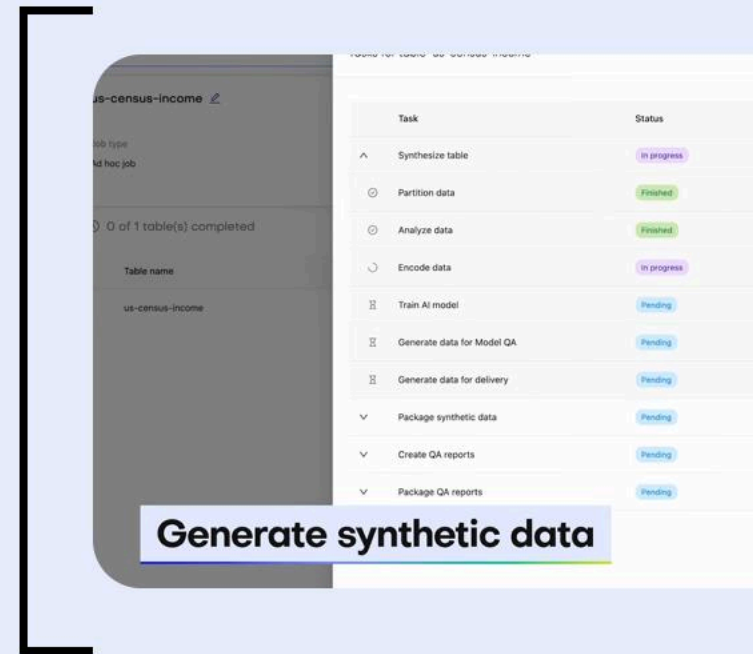 us-census-income
Job type
Ad hoc job
0 of 1 table(s) completed
Table name
us-census-income
Task Status
Synthesize table In progress
Partition data Finished
Analyze data Finished
Encode data In progress
Train AI model Pending
Generate data for Model QA Pending
Generate data for delivery Pending
Package synthetic data Pending
Create QA reports Pending
Package QA reports Pending
Generate synthetic data